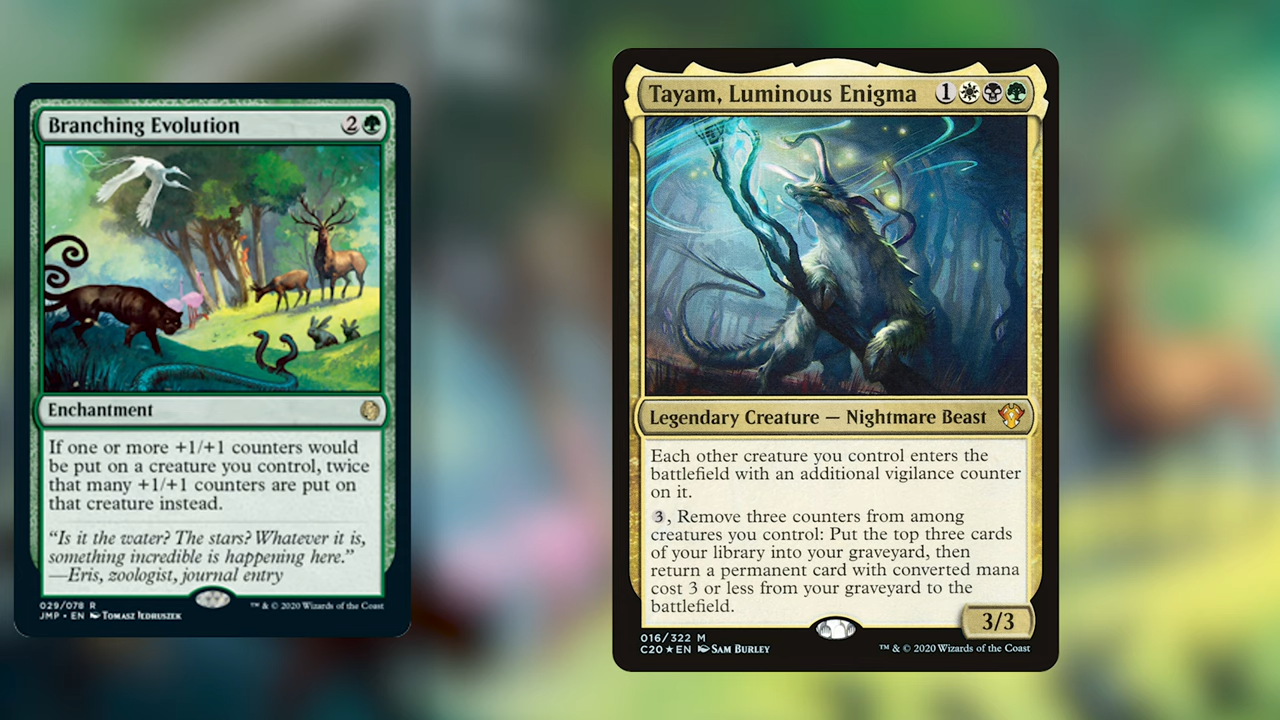 Branching Evolution 2
Enchantment
If one or more +1/+1 counters would
be put on a creature you control, twice
that many +1/+1 counters are put on
that creature instead.
“Is it the water? The stars? Whatever it is,
something incredible is happening here.”
—Eris, zoologist, journal entry
029/078 R
JMP • EN Tomasz Jedruszek
™ & © 2020 Wizards of the Coast
Tayam, Luminous Enigma 1
Legendary Creature — Nightmare Beast
Each other creature you control enters the
battlefield with an additional vigilance counter
on it.
3, Remove three counters from among
creatures you control: Put the top three cards
of your library into your graveyard, then
return a permanent card with converted mana
cost 3 or less from your graveyard to the
battlefield.
3/3
016/322 M
C20 ★ EN Sam Burley
™ & © 2020 Wizards of the Coast